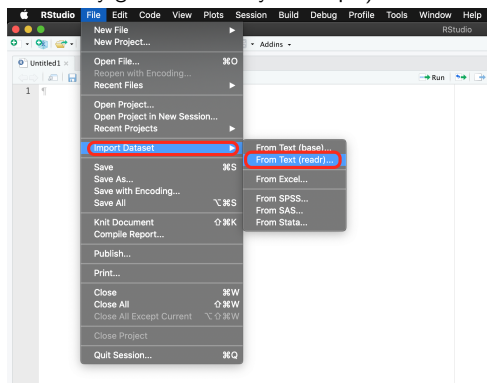 RStudio File Edit Code View Plots Session Build Debug Profile Tools Window Help
RStudio
Addins
Untitled1
Run
1
New File
New Project...
Open File... ⌘O
Reopen with Encoding...
Recent Files
Open Project...
Open Project in New Session...
Recent Projects
Import Dataset
From Text (base)...
From Text (readr)...
From Excel...
From SPSS...
From SAS...
From Stata...
Save ⌘S
Save As...
Save with Encoding...
Save All ⌥⌘S
Knit Document ⇧⌘K
Compile Report...
Publish...
Print...
Close ⌘W
Close All ⇧⌘W
Close All Except Current ⌥⇧⌘W
Close Project
Quit Session... ⌘Q